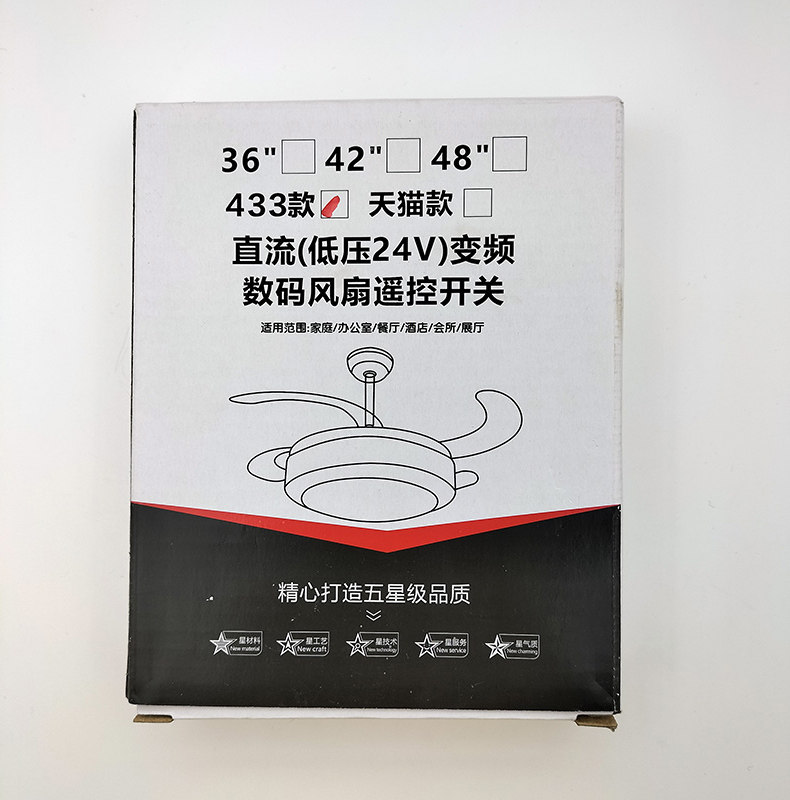 36" 42" 48"
433款 天猫款
直流(低压24V)变频
数码风扇遥控开关
适用范围:家庭/办公室/餐厅/酒店/会所/展厅
精心打造五星级品质
星材料 星工艺 星技术 星服务 星气质
New material New craft New technology New service New charming